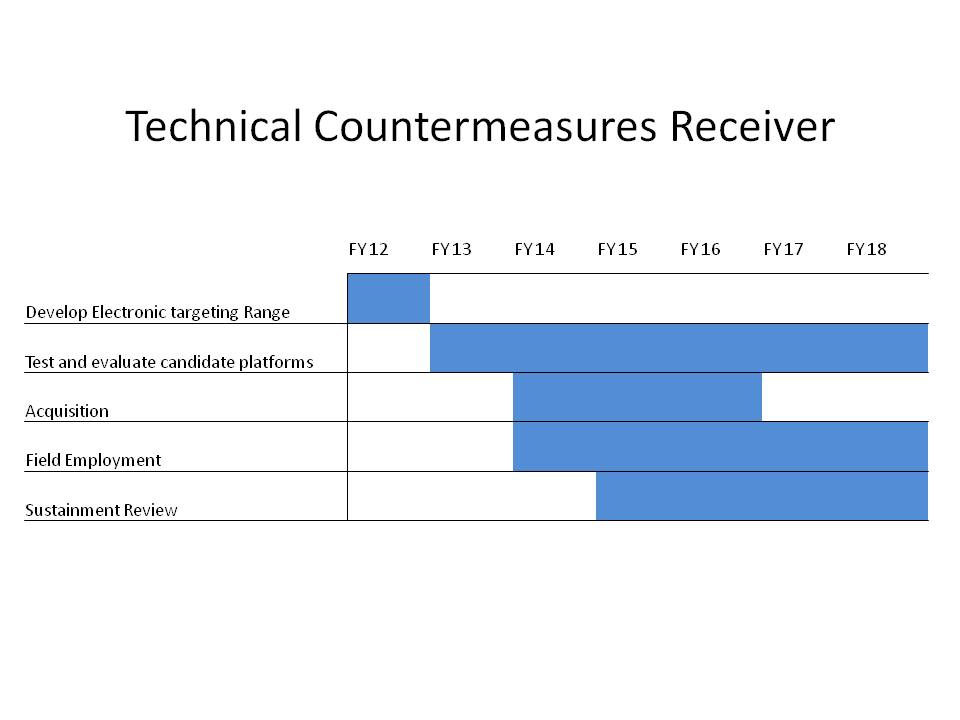 Technical Countermeasures Receiver
FY12 FY13 FY14 FY15 FY16 FY17 FY18
Develop Electronic targeting Range
Test and evaluate candidate platforms
Acquisition
Field Employment
Sustainment Review